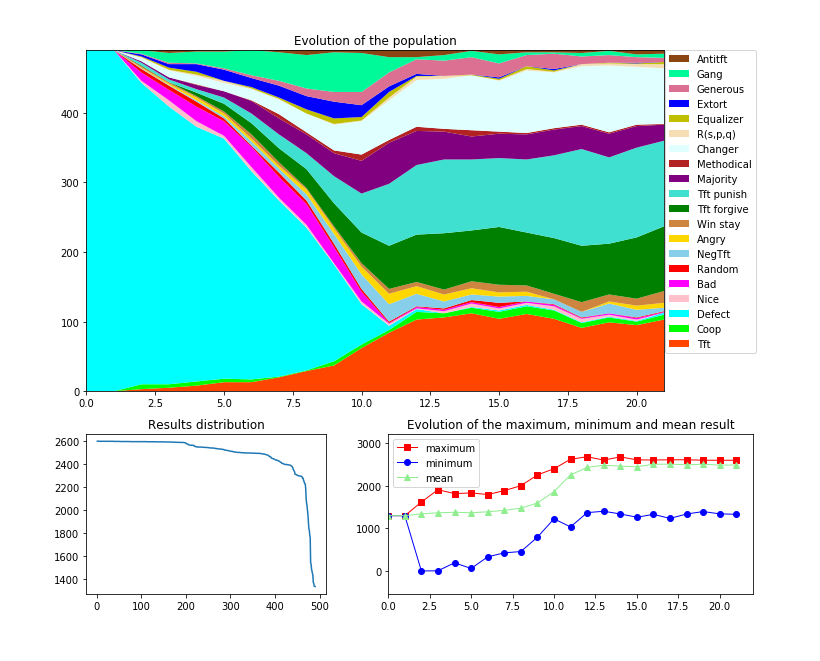 Evolution of the population
400
300
200
100
0
0.0 2.5 5.0 7.5 10.0 12.5 15.0 17.5 20.0
Antitft
Gang
Generous
Extort
Equalizer
R(s,p,q)
Changer
Methodical
Majority
Tft punish
Tft forgive
Win stay
Angry
NegTft
Random
Bad
Nice
Defect
Coop
Tft
Results distribution
2600
2400
2200
2000
1800
1600
1400
0 100 200 300 400 500
Evolution of the maximum, minimum and mean result
3000
2000
1000
0
maximum
minimum
mean
0.0 2.5 5.0 7.5 10.0 12.5 15.0 17.5 20.0